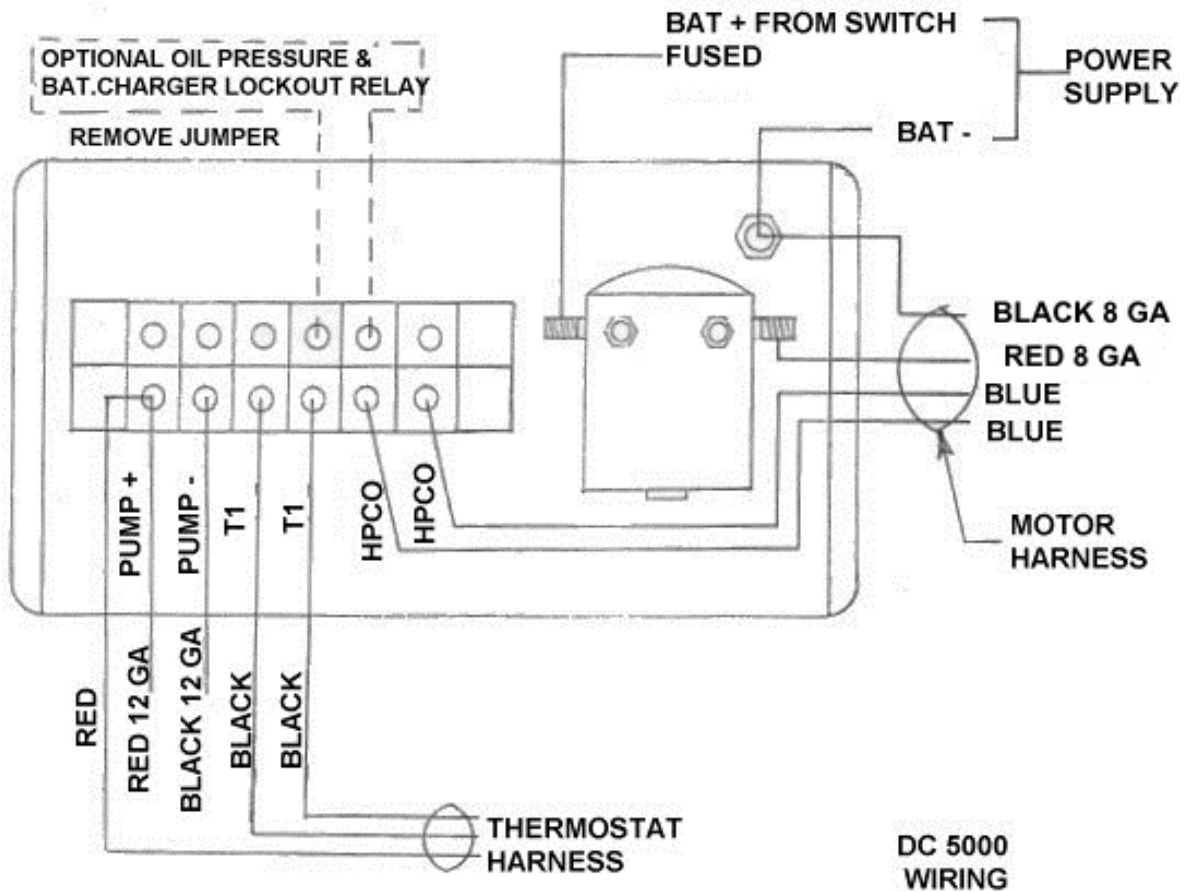 BAT + FROM SWITCH
FUSED
POWER
SUPPLY
BAT -
OPTIONAL OIL PRESSURE &
BAT.CHARGER LOCKOUT RELAY
REMOVE JUMPER
BLACK 8 GA
RED 8 GA
BLUE
BLUE
MOTOR
HARNESS
PUMP +
PUMP -
T1
T1
HPCO
HPCO
RED
RED 12 GA
BLACK 12 GA
BLACK
BLACK
THERMOSTAT
HARNESS
DC 5000
WIRING